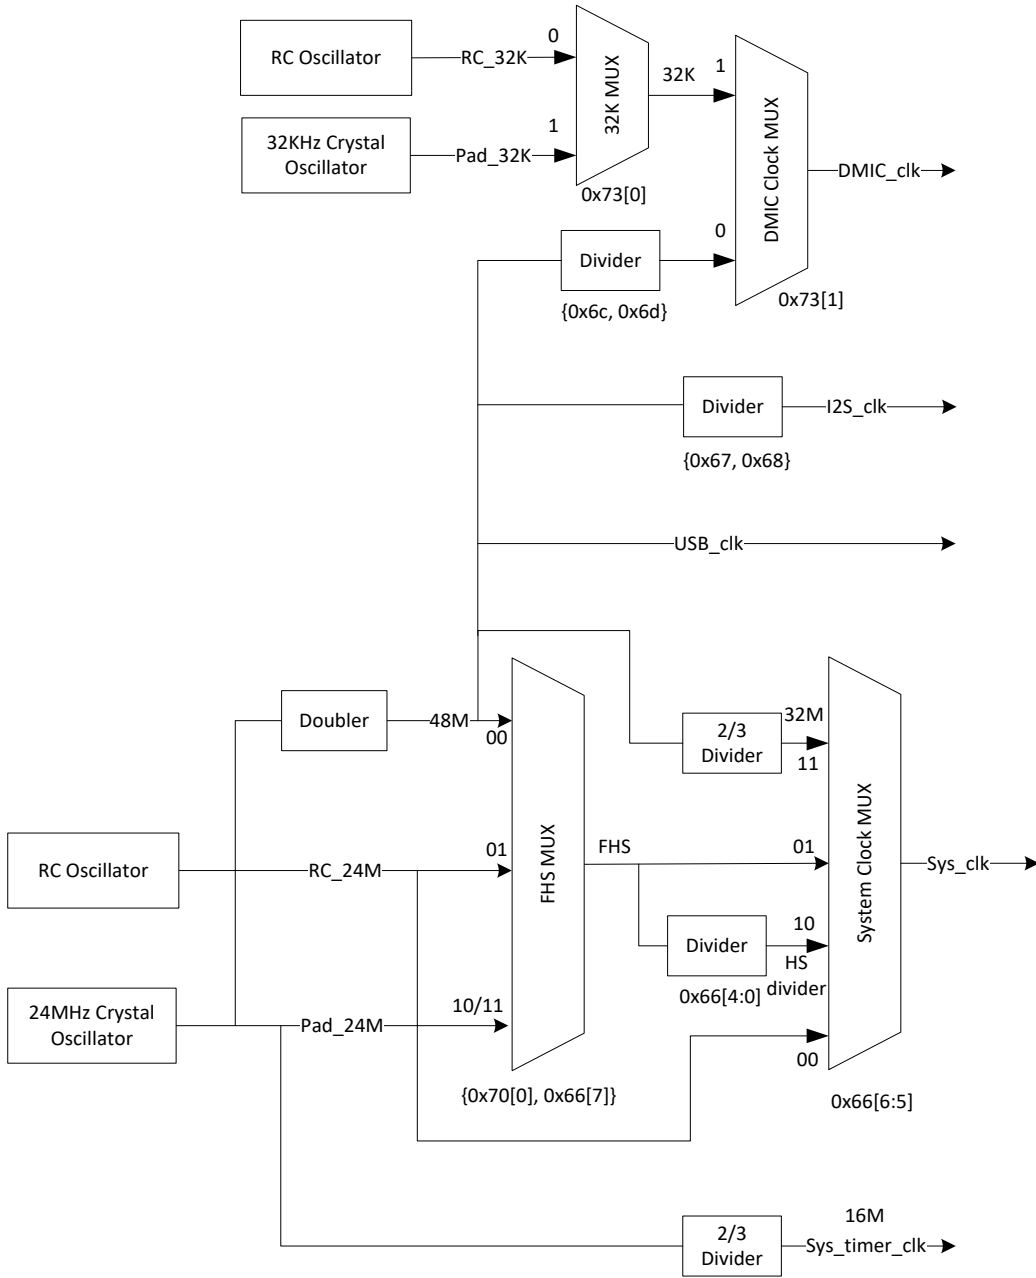 RC Oscillator
RC_32K
0
32K MUX
32K
1
32KHz Crystal
Oscillator
Pad_32K
1
0x73[0]
DMIC Clock MUX
DMIC_clk
0
Divider
{0x6c, 0x6d}
0x73[1]
Divider
I2S_clk
{0x67, 0x68}
USB_clk
Doubler
48M
00
2/3
Divider
32M
11
RC Oscillator
RC_24M
01
FHS MUX
FHS
01
System Clock MUX
Sys_clk
Divider
10
HS
divider
0x66[4:0]
24MHz Crystal
Oscillator
Pad_24M
10/11
00
{0x70[0], 0x66[7]}
0x66[6:5]
2/3
Divider
16M
Sys_timer_clk